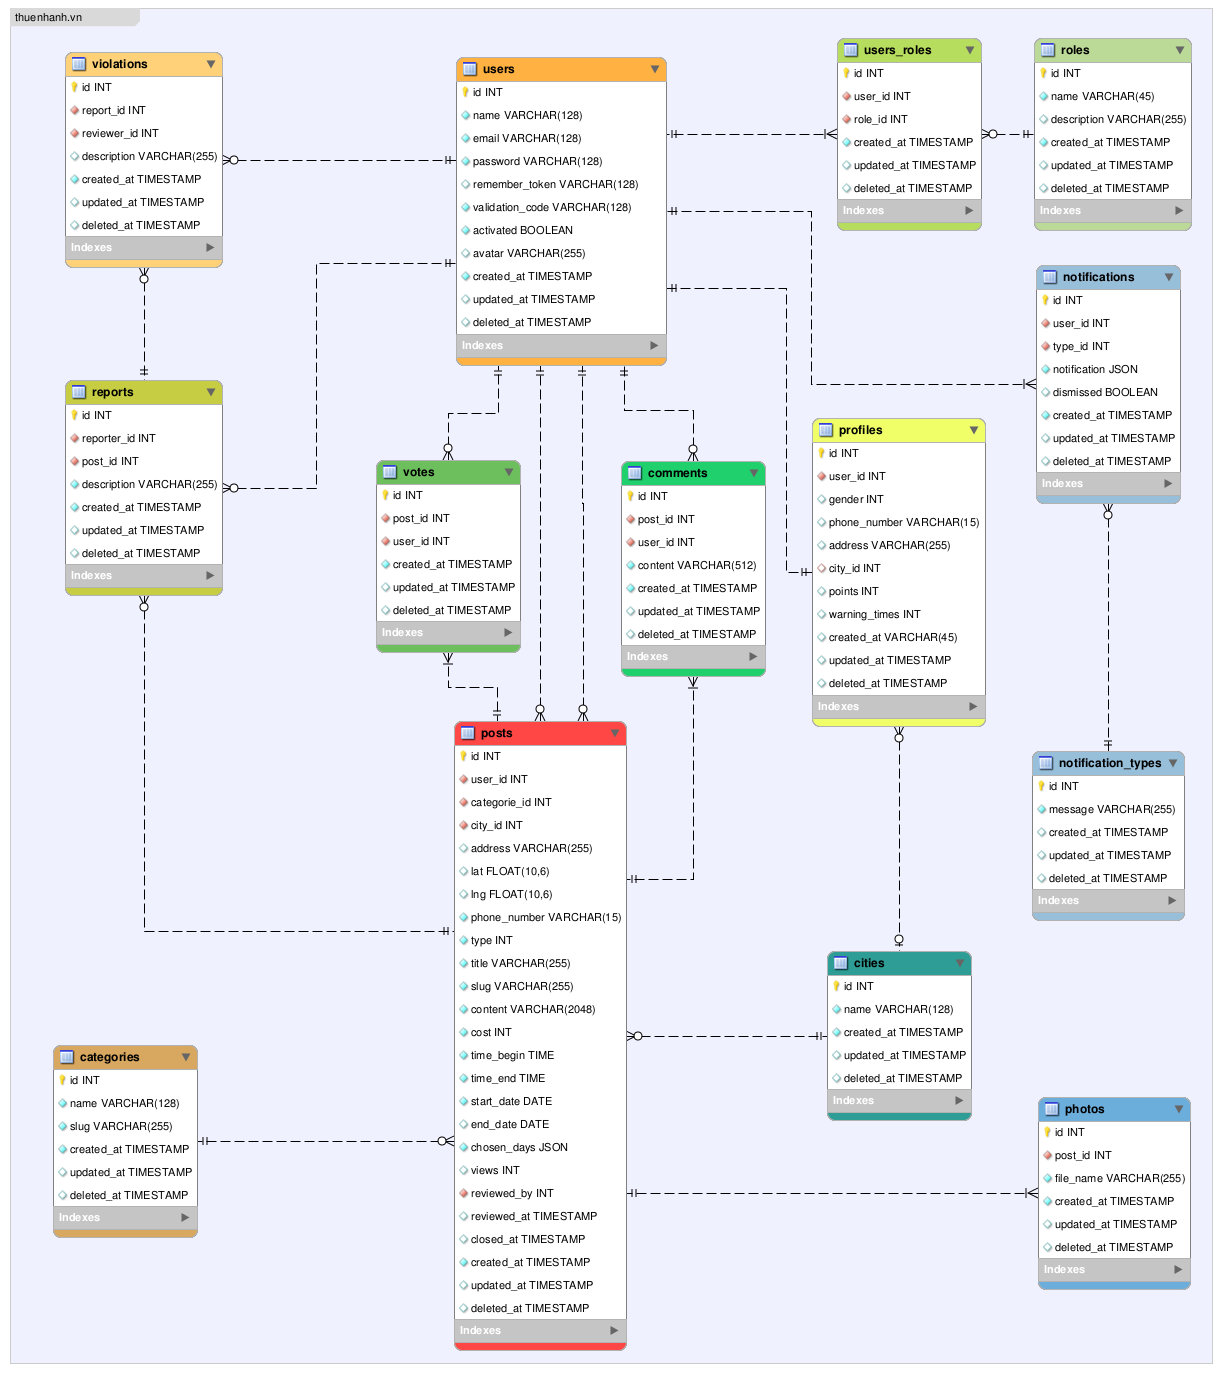 thuenhanh.vn
violations
id INT
report_id INT
reviewer_id INT
description VARCHAR(255)
created_at TIMESTAMP
updated_at TIMESTAMP
deleted_at TIMESTAMP
Indexes
users
id INT
name VARCHAR(128)
email VARCHAR(128)
password VARCHAR(128)
remember_token VARCHAR(128)
validation_code VARCHAR(128)
activated BOOLEAN
avatar VARCHAR(255)
created_at TIMESTAMP
updated_at TIMESTAMP
deleted_at TIMESTAMP
Indexes
users_roles
id INT
user_id INT
role_id INT
created_at TIMESTAMP
updated_at TIMESTAMP
deleted_at TIMESTAMP
Indexes
roles
id INT
name VARCHAR(45)
description VARCHAR(255)
created_at TIMESTAMP
updated_at TIMESTAMP
deleted_at TIMESTAMP
Indexes
notifications
id INT
user_id INT
type_id INT
notification JSON
dismissed BOOLEAN
created_at TIMESTAMP
updated_at TIMESTAMP
deleted_at TIMESTAMP
Indexes
reports
id INT
reporter_id INT
post_id INT
description VARCHAR(255)
created_at TIMESTAMP
updated_at TIMESTAMP
deleted_at TIMESTAMP
Indexes
votes
id INT
post_id INT
user_id INT
created_at TIMESTAMP
updated_at TIMESTAMP
deleted_at TIMESTAMP
Indexes
comments
id INT
post_id INT
user_id INT
content VARCHAR(512)
created_at TIMESTAMP
updated_at TIMESTAMP
deleted_at TIMESTAMP
Indexes
profiles
id INT
user_id INT
gender INT
phone_number VARCHAR(15)
address VARCHAR(255)
city_id INT
points INT
warning_times INT
created_at VARCHAR(45)
updated_at TIMESTAMP
deleted_at TIMESTAMP
Indexes
posts
id INT
user_id INT
categorie_id INT
city_id INT
address VARCHAR(255)
lat FLOAT(10,6)
lng FLOAT(10,6)
phone_number VARCHAR(15)
type INT
title VARCHAR(255)
slug VARCHAR(255)
content VARCHAR(2048)
cost INT
time_begin TIME
time_end TIME
start_date DATE
end_date DATE
chosen_days JSON
views INT
reviewed_by INT
reviewed_at TIMESTAMP
closed_at TIMESTAMP
created_at TIMESTAMP
updated_at TIMESTAMP
deleted_at TIMESTAMP
Indexes
notification_types
id INT
message VARCHAR(255)
created_at TIMESTAMP
updated_at TIMESTAMP
deleted_at TIMESTAMP
Indexes
cities
id INT
name VARCHAR(128)
created_at TIMESTAMP
updated_at TIMESTAMP
deleted_at TIMESTAMP
Indexes
categories
id INT
name VARCHAR(128)
slug VARCHAR(255)
created_at TIMESTAMP
updated_at TIMESTAMP
deleted_at TIMESTAMP
Indexes
photos
id INT
post_id INT
file_name VARCHAR(255)
created_at TIMESTAMP
updated_at TIMESTAMP
deleted_at TIMESTAMP
Indexes